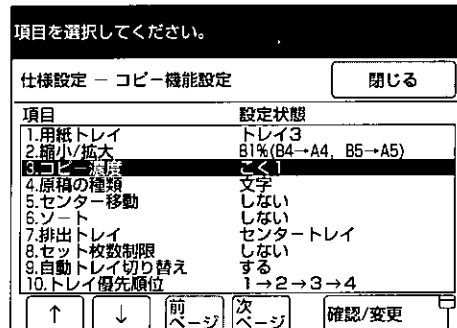 項目を選択してください。
仕様設定 － コピー機能設定 閉じる
項目 設定状態
1.用紙トレイ トレイ3
2.縮小/拡大 81%(B4→A4, B5→A5)
3.コピー濃度 こく1
4.原稿の種類 文字
5.センター移動 しない
6.ソート しない
7.排出トレイ センタートレイ
8.セット枚数制限 しない
9.自動トレイ切り替え する
10.トレイ優先順位 1→2→3→4
↑ ↓ 前ページ 次ページ 確認/変更